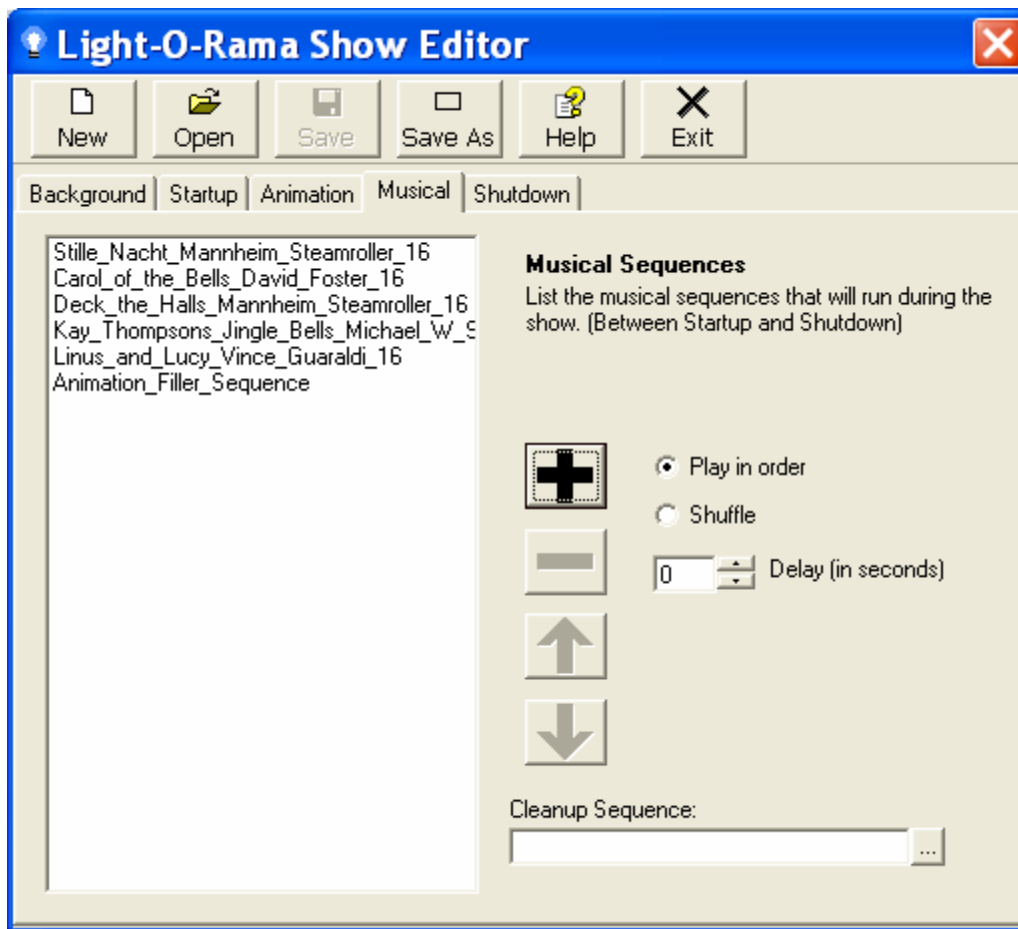 Light-O-Rama Show Editor
New Open Save Save As Help Exit
Background Startup Animation Musical Shutdown
Stille_Nacht_Mannheim_Steamroller_16
Carol_of_the_Bells_David_Foster_16
Deck_the_Halls_Mannheim_Steamroller_16
Kay_Thompsons_Jingle_Bells_Michael_W_S
Linus_and_Lucy_Vince_Guaraldi_16
Animation_Filler_Sequence
Musical Sequences
List the musical sequences that will run during the
show. (Between Startup and Shutdown)
Play in order
Shuffle
0 Delay (in seconds)
Cleanup Sequence:
...